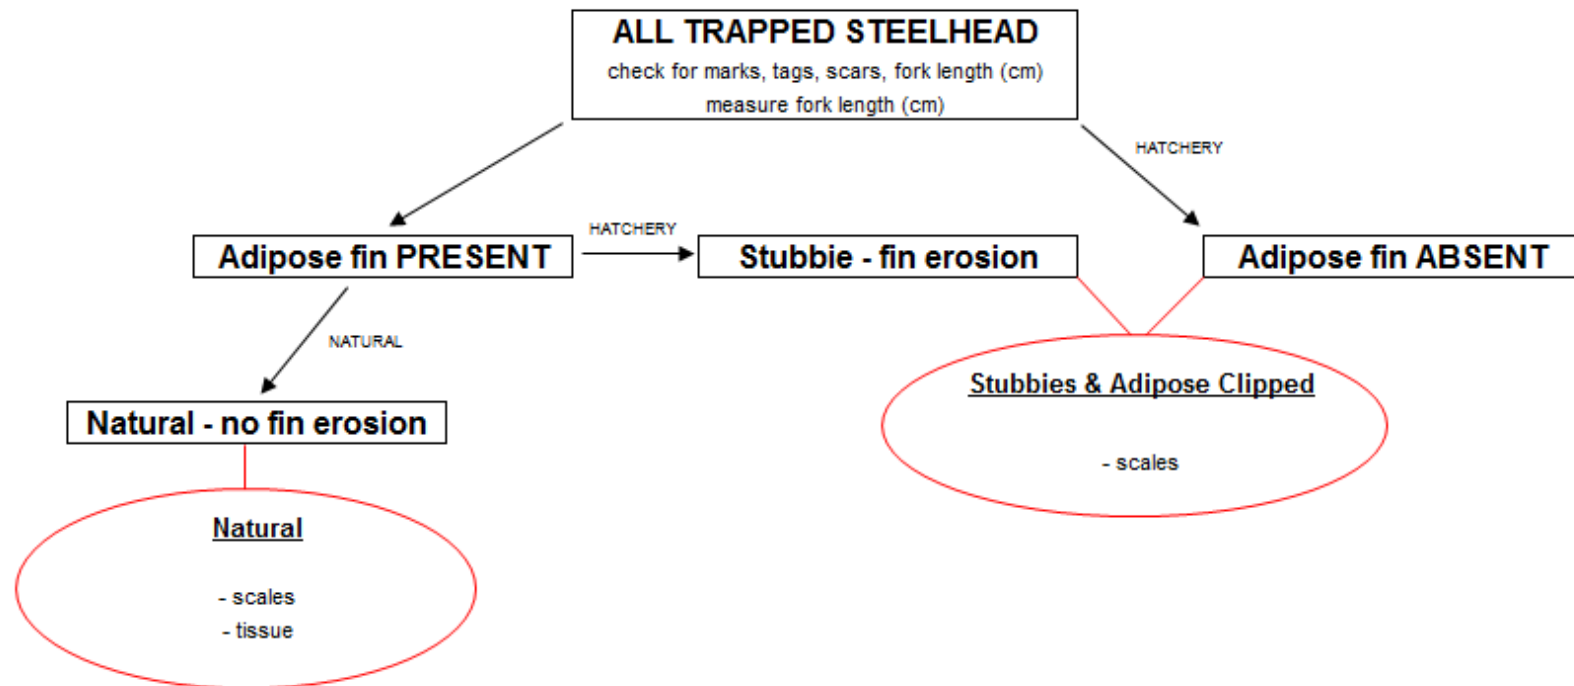 ALL TRAPPED STEELHEAD
check for marks, tags, scars, fork length (cm)
measure fork length (cm)
HATCHERY
HATCHERY
Adipose fin PRESENT
Stubbie - fin erosion
Adipose fin ABSENT
NATURAL
Natural - no fin erosion
Stubbies & Adipose Clipped
- scales
Natural
- scales
- tissue